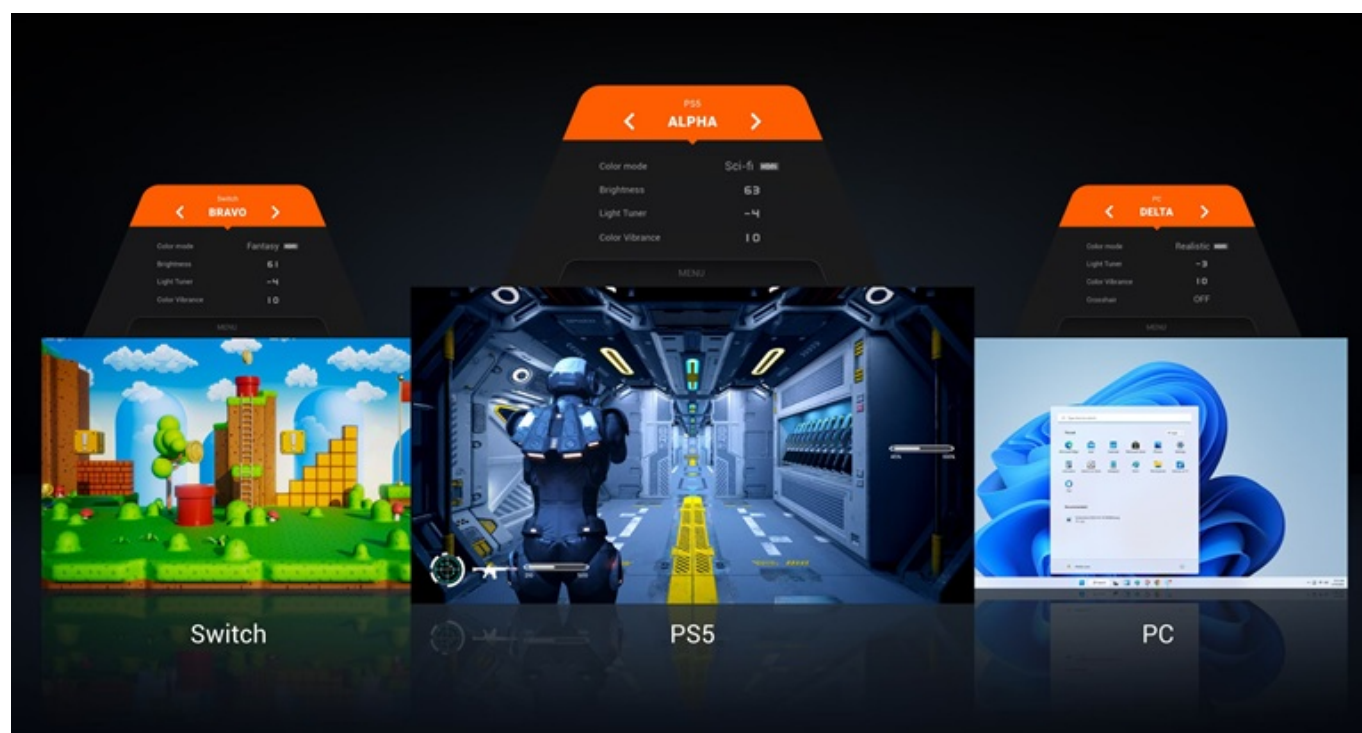 PS5
ALPHA
Color mode Sci-fi HDRi
Brightness 63
Light Tuner -4
Color Vibrance 10
MENU
Switch
BRAVO
Color mode Fantasy
Brightness 61
Light Tuner -4
Color Vibrance 10
MENU
PC
DELTA
Color mode Realistic
Light Tuner -3
Color Vibrance 10
Crosshair OFF
MENU
Switch
PS5
PC